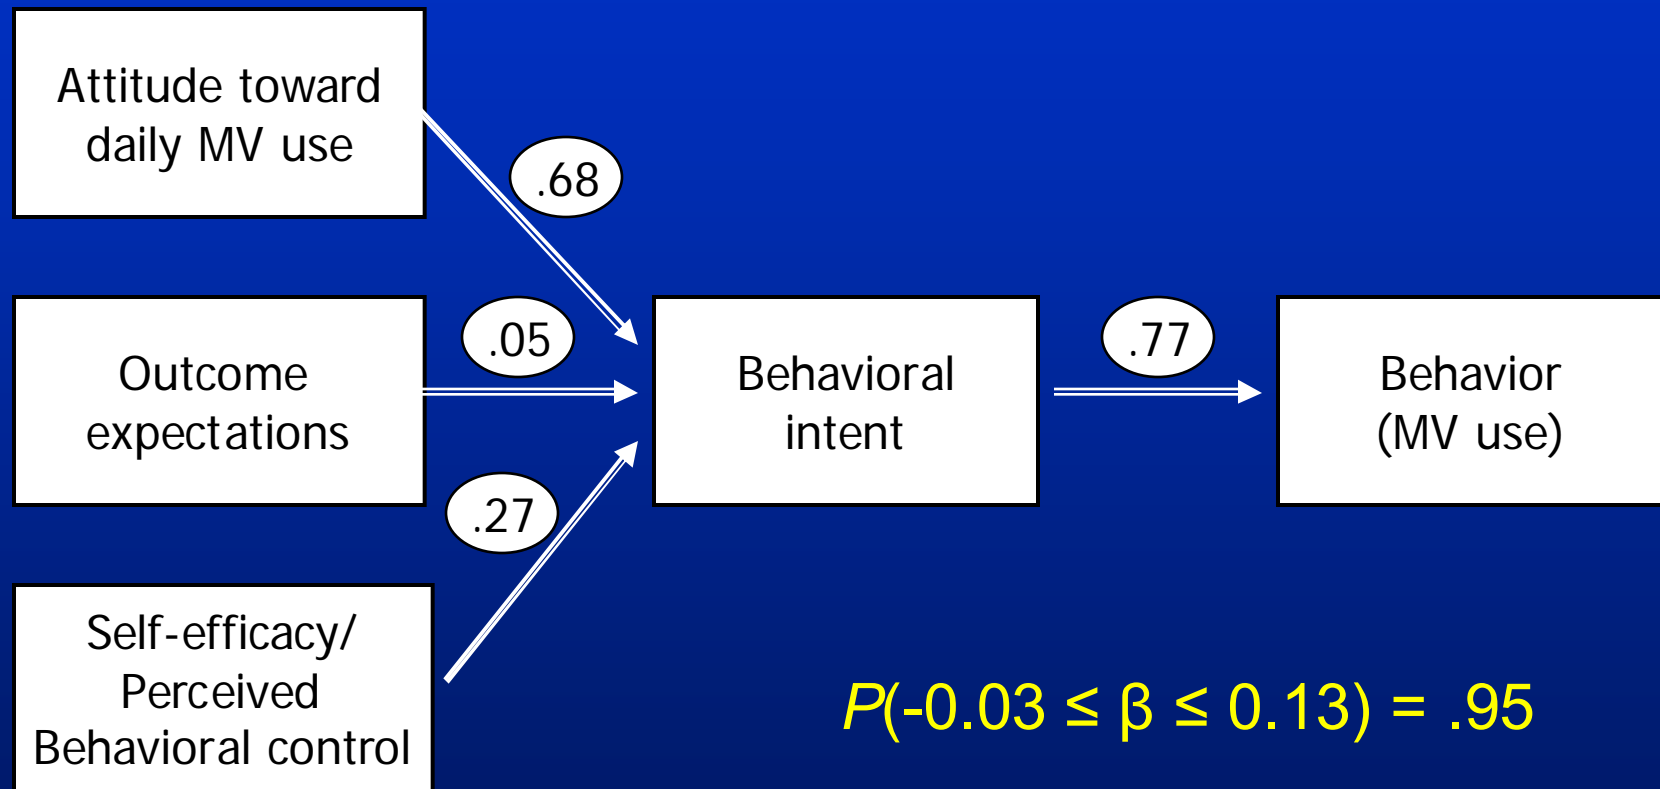 Attitude toward
daily MV use
.68
Outcome
expectations
.05
Behavioral
intent
.77
Behavior
(MV use)
.27
Self-efficacy/
Perceived
Behavioral control
P(-0.03 ≤ β ≤ 0.13) = .95